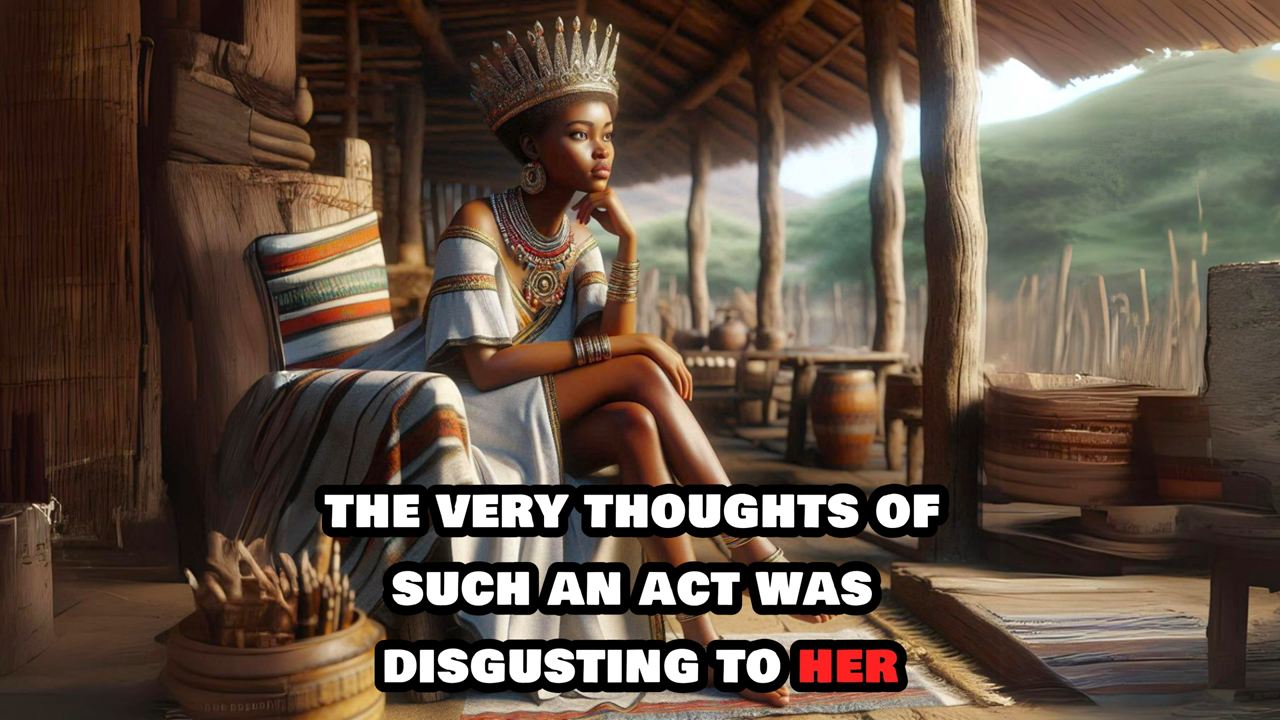 THE VERY THOUGHTS OF
SUCH AN ACT WAS
DISGUSTING TO HER